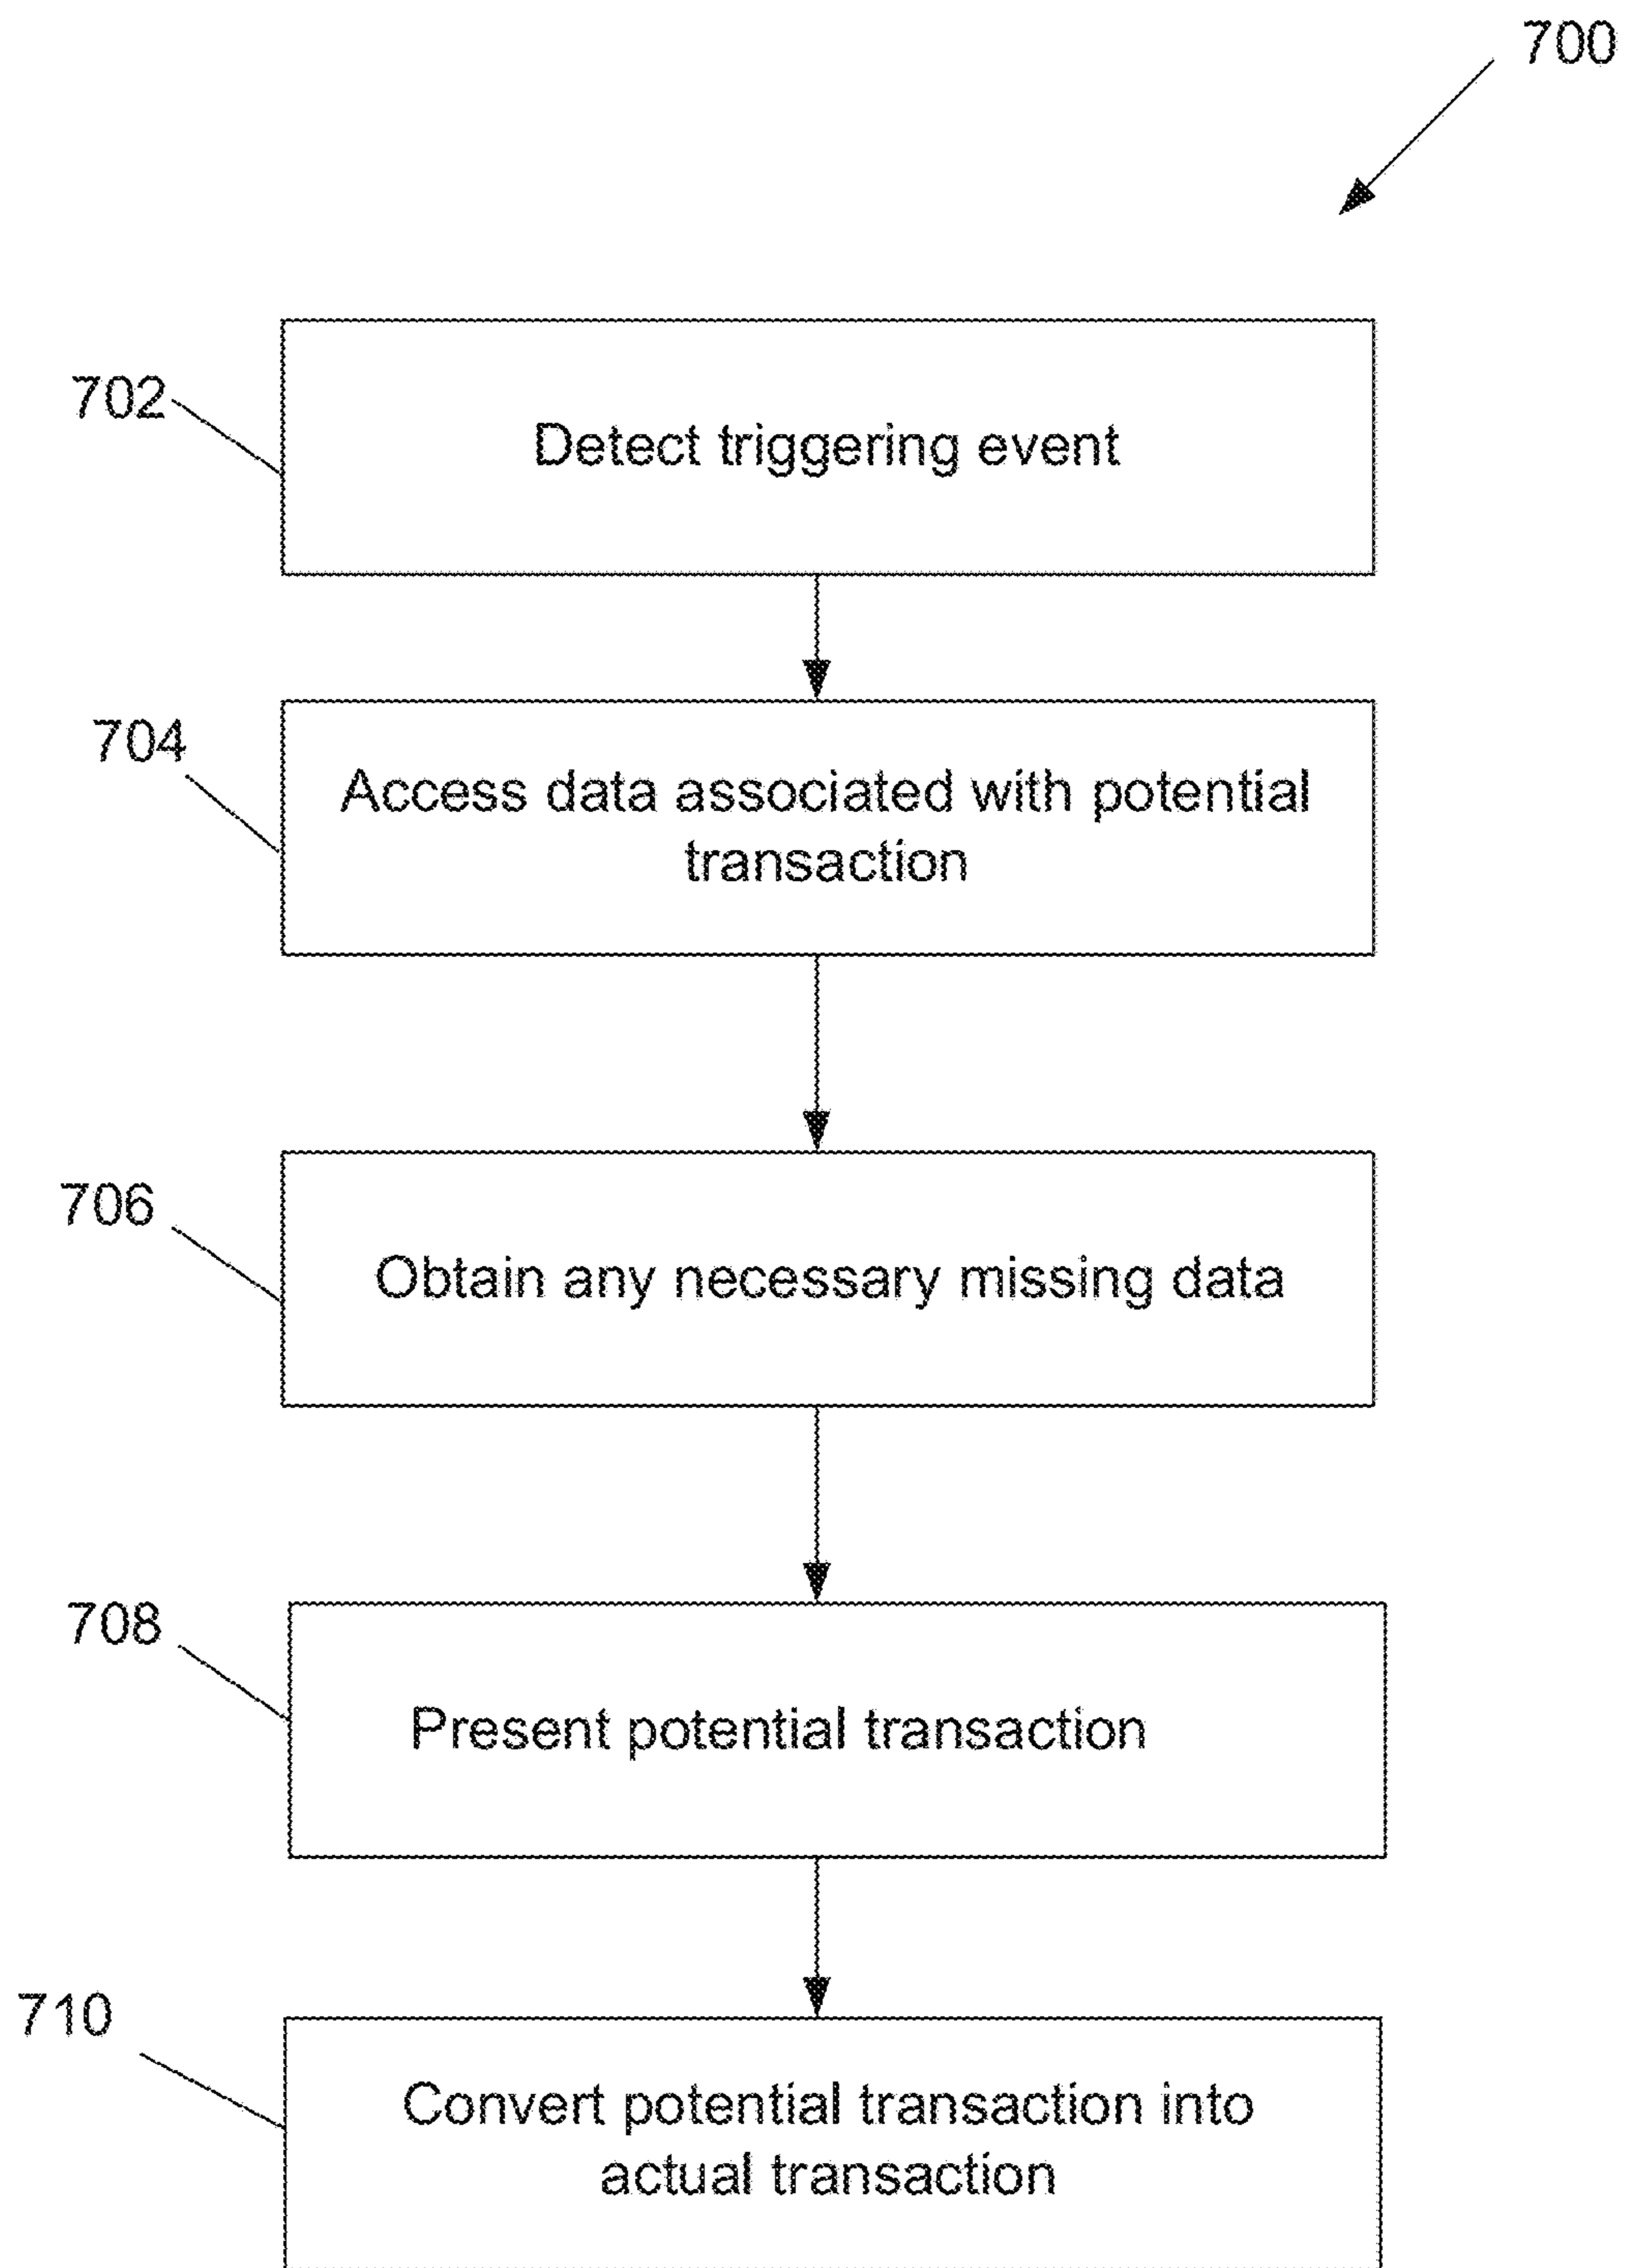 700
702
Detect triggering event
704
Access data associated with potential
transaction
706
Obtain any necessary missing data
708
Present potential transaction
710
Convert potential transaction into
actual transaction